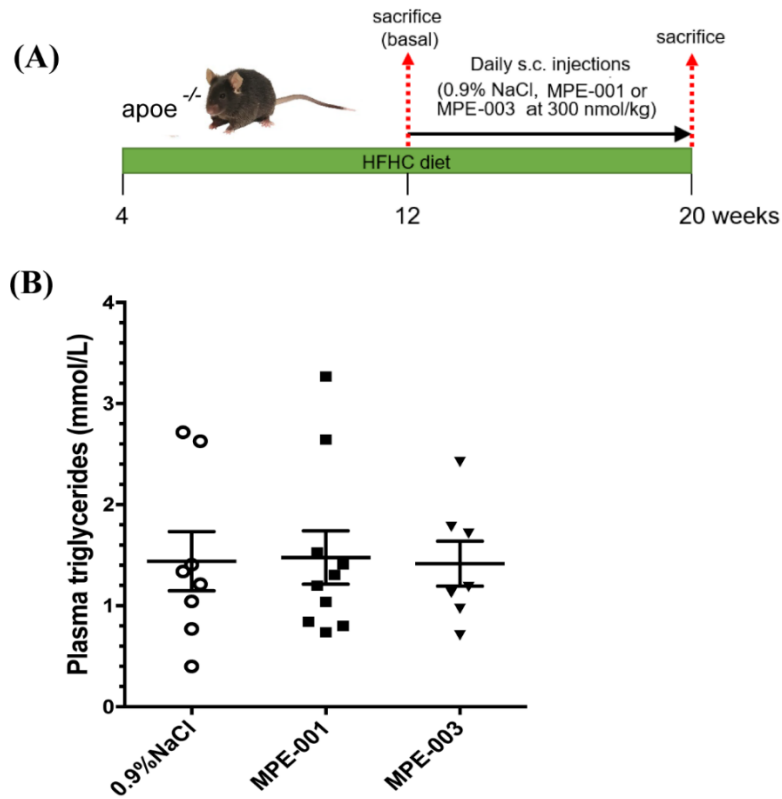 (A)
sacrifice
(basal)
sacrifice
Daily s.c. injections
(0.9% NaCl, MPE-001 or
MPE-003 at 300 nmol/kg)
apoe -/-
HFHC diet
4
12
20 weeks
(B)
Plasma triglycerides (mmol/L)
4
3
2
1
0
0.9%NaCl
MPE-001
MPE-003